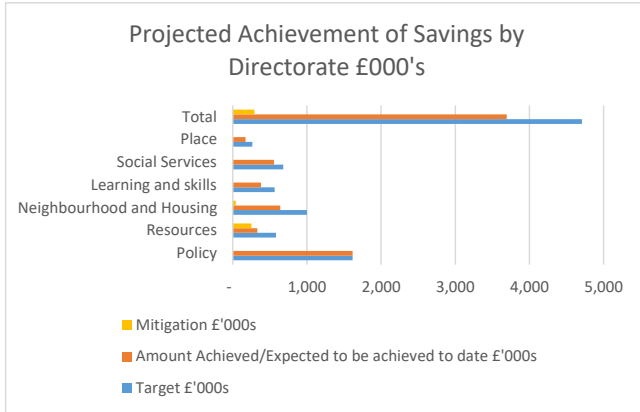 Projected Achievement of Savings by
Directorate £000's
Total
Place
Social Services
Learning and skills
Neighbourhood and Housing
Resources
Policy
- 1,000 2,000 3,000 4,000 5,000
Mitigation £'000s
Amount Achieved/Expected to be achieved to date £'000s
Target £'000s